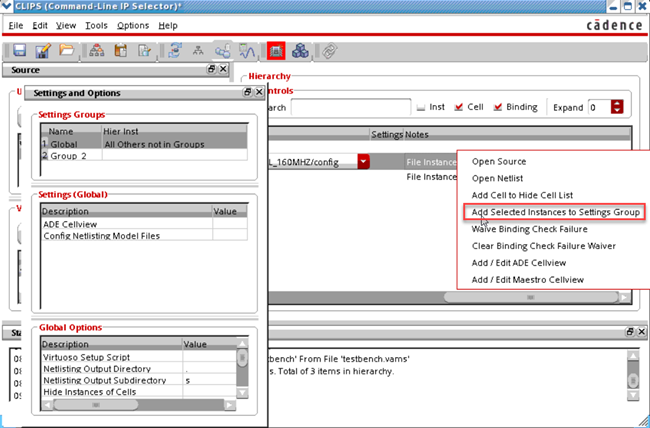 CLIPS (Command-Line IP Selector)*
File Edit View Setup Tools Options Help
cādence
Source
Hierarchy
Settings and Options
Controls
Settings Groups
Inst Cell Binding Expand 0
Name Hier Inst
Settings Notes
1 Global All Others not in Groups
2 Group_2
L_160MHZ/config File Instance
File Instance
Open Source
Open Netlist
Add Cell to Hide Cell List
Add Selected Instances to Settings Group
Waive Binding Check Failure
Clear Binding Check Failure Waiver
Add / Edit ADE Cellview
Add / Edit Maestro Cellview
Settings (Global)
Description Value
ADE Cellview
Config Netlisting Model Files
Global Options
Description Value
Virtuoso Setup Script
Netlisting Output Directory .
Netlisting Output Subdirectory s
Hide Instances of Cells
From File 'testbench.vams'
Total of 3 items in hierarchy.